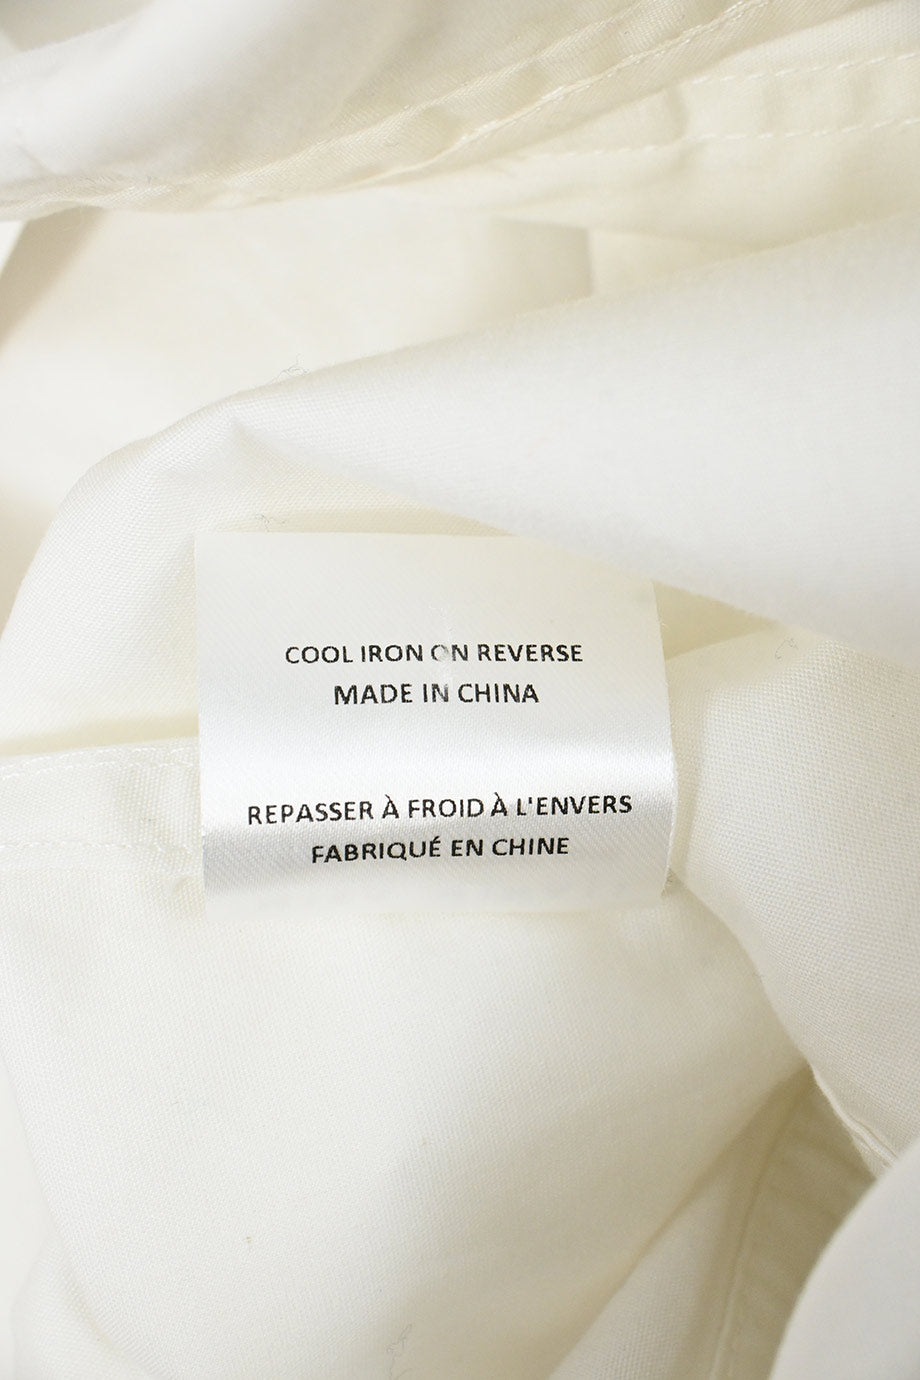 COOL IRON ON REVERSE
MADE IN CHINA
REPASSER À FROID À L'ENVERS
FABRIQUÉ EN CHINE